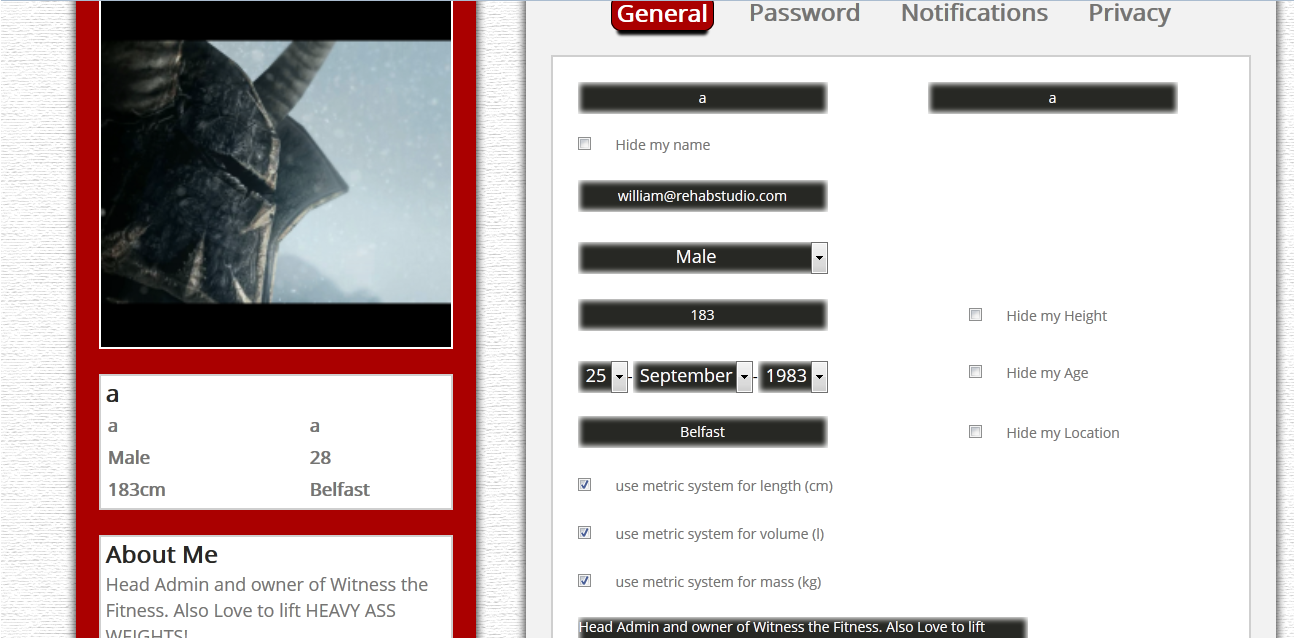 General Password Notifications Privacy
a a
Hide my name
william@rehabstudio.com
Male
183 Hide my Height
25 - September - 1983 Hide my Age
Belfast Hide my Location
use metric system for length (cm)
use metric system for volume (l)
use metric system for mass (kg)
Head Admin and owner of Witness the Fitness. Also Love to lift
a
a a
Male 28
183cm Belfast
About Me
Head Admin and owner of Witness the
Fitness. Also Love to lift HEAVY ASS
WEIGHTS!